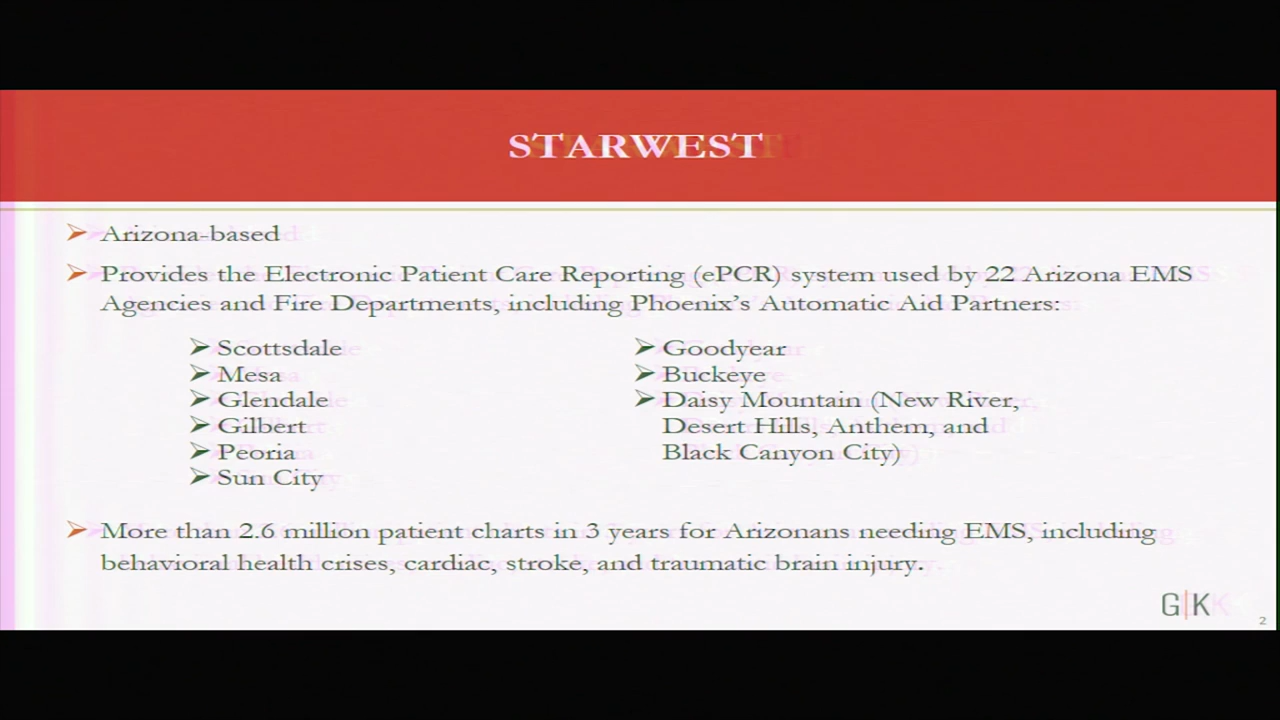 STARWEST
Arizona-based
Provides the Electronic Patient Care Reporting (ePCR) system used by 22 Arizona EMS
Agencies and Fire Departments, including Phoenix's Automatic Aid Partners:
Scottsdale
Mesa
Glendale
Gilbert
Peoria
Sun City
Goodyear
Buckeye
Daisy Mountain (New River,
Desert Hills, Anthem, and
Black Canyon City)
More than 2.6 million patient charts in 3 years for Arizonans needing EMS, including
behavioral health crises, cardiac, stroke, and traumatic brain injury.
G|K
2